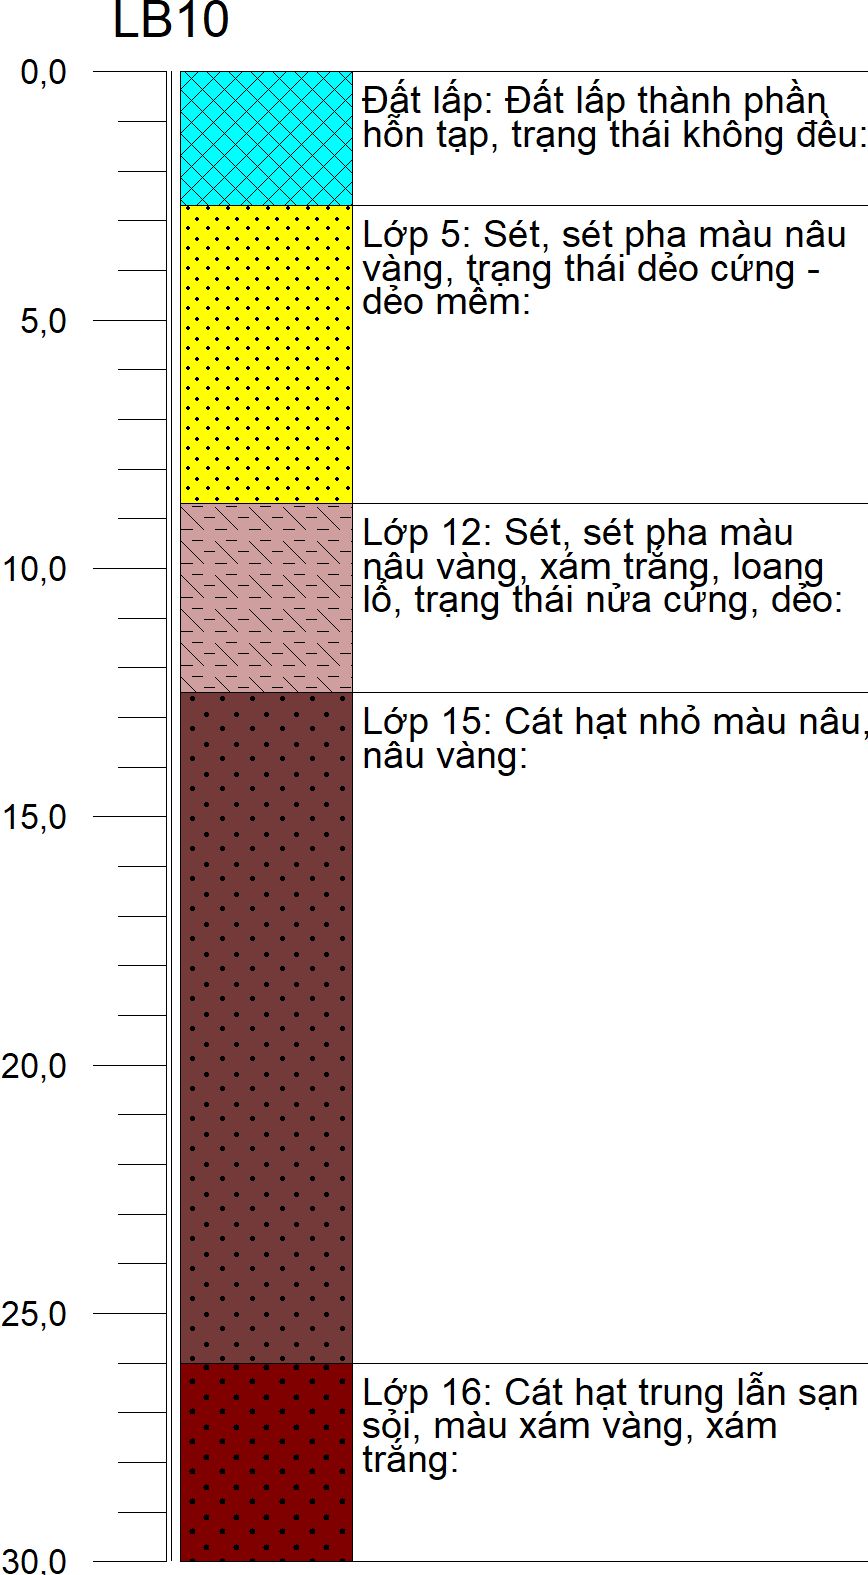 LB10
0,0
Đất lấp: Đất lấp thành phần
hỗn tạp, trạng thái không đều:
Lớp 5: Sét, sét pha màu nâu
vàng, trạng thái dẻo cứng -
dẻo mềm:
5,0
Lớp 12: Sét, sét pha màu
nâu vàng, xám trắng, loang
lổ, trạng thái nửa cứng, dẻo:
10,0
Lớp 15: Cát hạt nhỏ màu nâu,
nâu vàng:
15,0
20,0
25,0
Lớp 16: Cát hạt trung lẫn sạn
sỏi, màu xám vàng, xám
trắng:
30,0